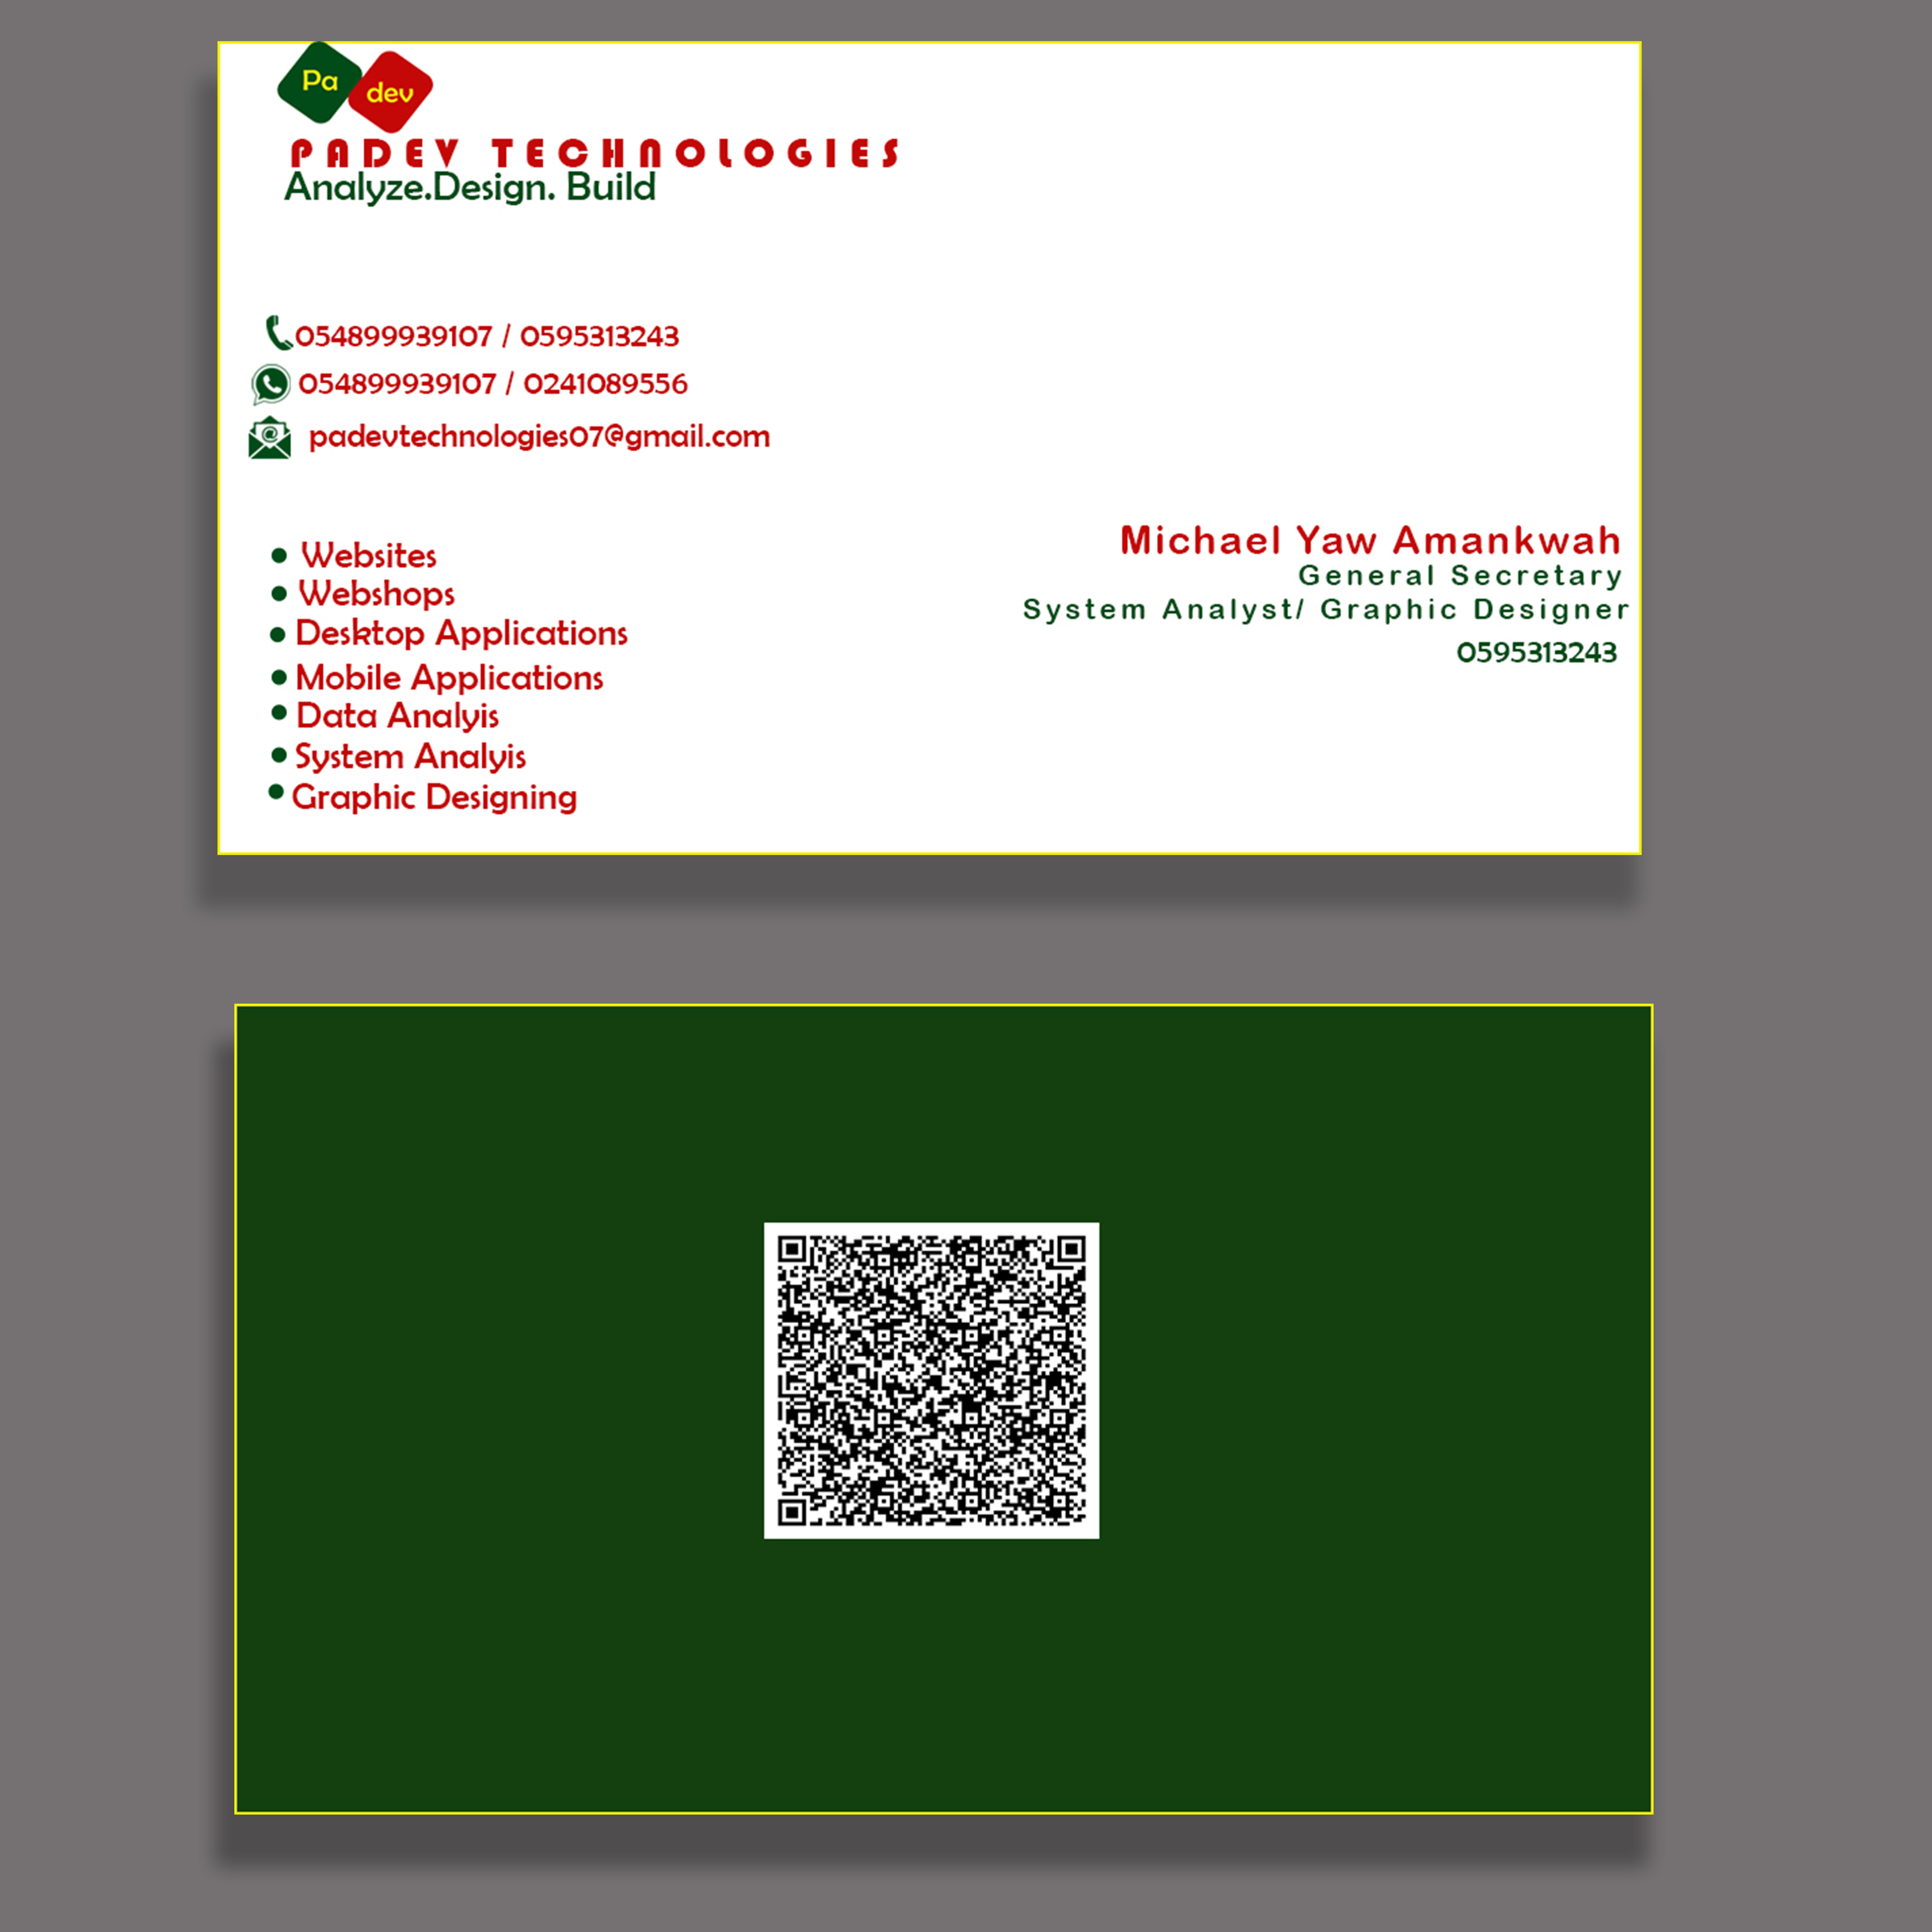 Pa
dev
PADEV TECHNOLOGIES
Analyze.Design. Build
054899939107 / 0595313243
054899939107 / 0241089556
@
padevtechnologies07@gmail.com
• Websites
• Webshops
• Desktop Applications
• Mobile Applications
• Data Analyis
• System Analyis
• Graphic Designing
Michael Yaw Amankwah
General Secretary
System Analyst/ Graphic Designer
0595313243